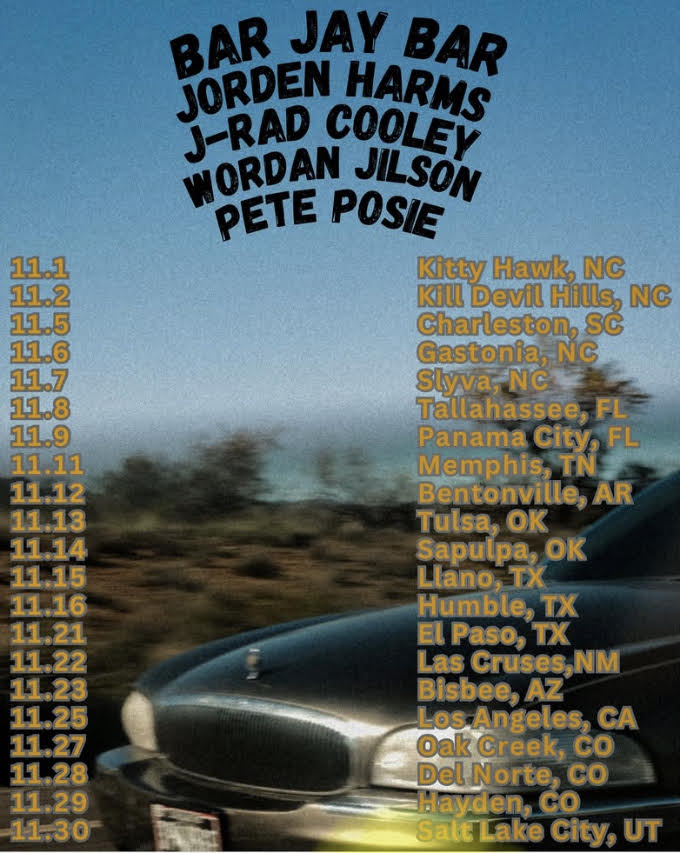 BAR JAY BAR
JORDEN HARMS
J-RAD COOLEY
WORDAN JILSON
PETE POSIE
11.1 Kitty Hawk, NC
11.2 Kill Devil Hills, NC
11.5 Charleston, SC
11.6 Gastonia, NC
11.7 Slyva, NC
11.8 Tallahassee, FL
11.9 Panama City, FL
11.11 Memphis, TN
11.12 Bentonville, AR
11.13 Tulsa, OK
11.14 Sapulpa, OK
11.15 Llano, TX
11.16 Humble, TX
11.21 El Paso, TX
11.22 Las Cruses,NM
11.23 Bisbee, AZ
11.25 Los Angeles, CA
11.27 Oak Creek, CO
11.28 Del Norte, CO
11.29 Hayden, CO
11.30 Salt Lake City, UT